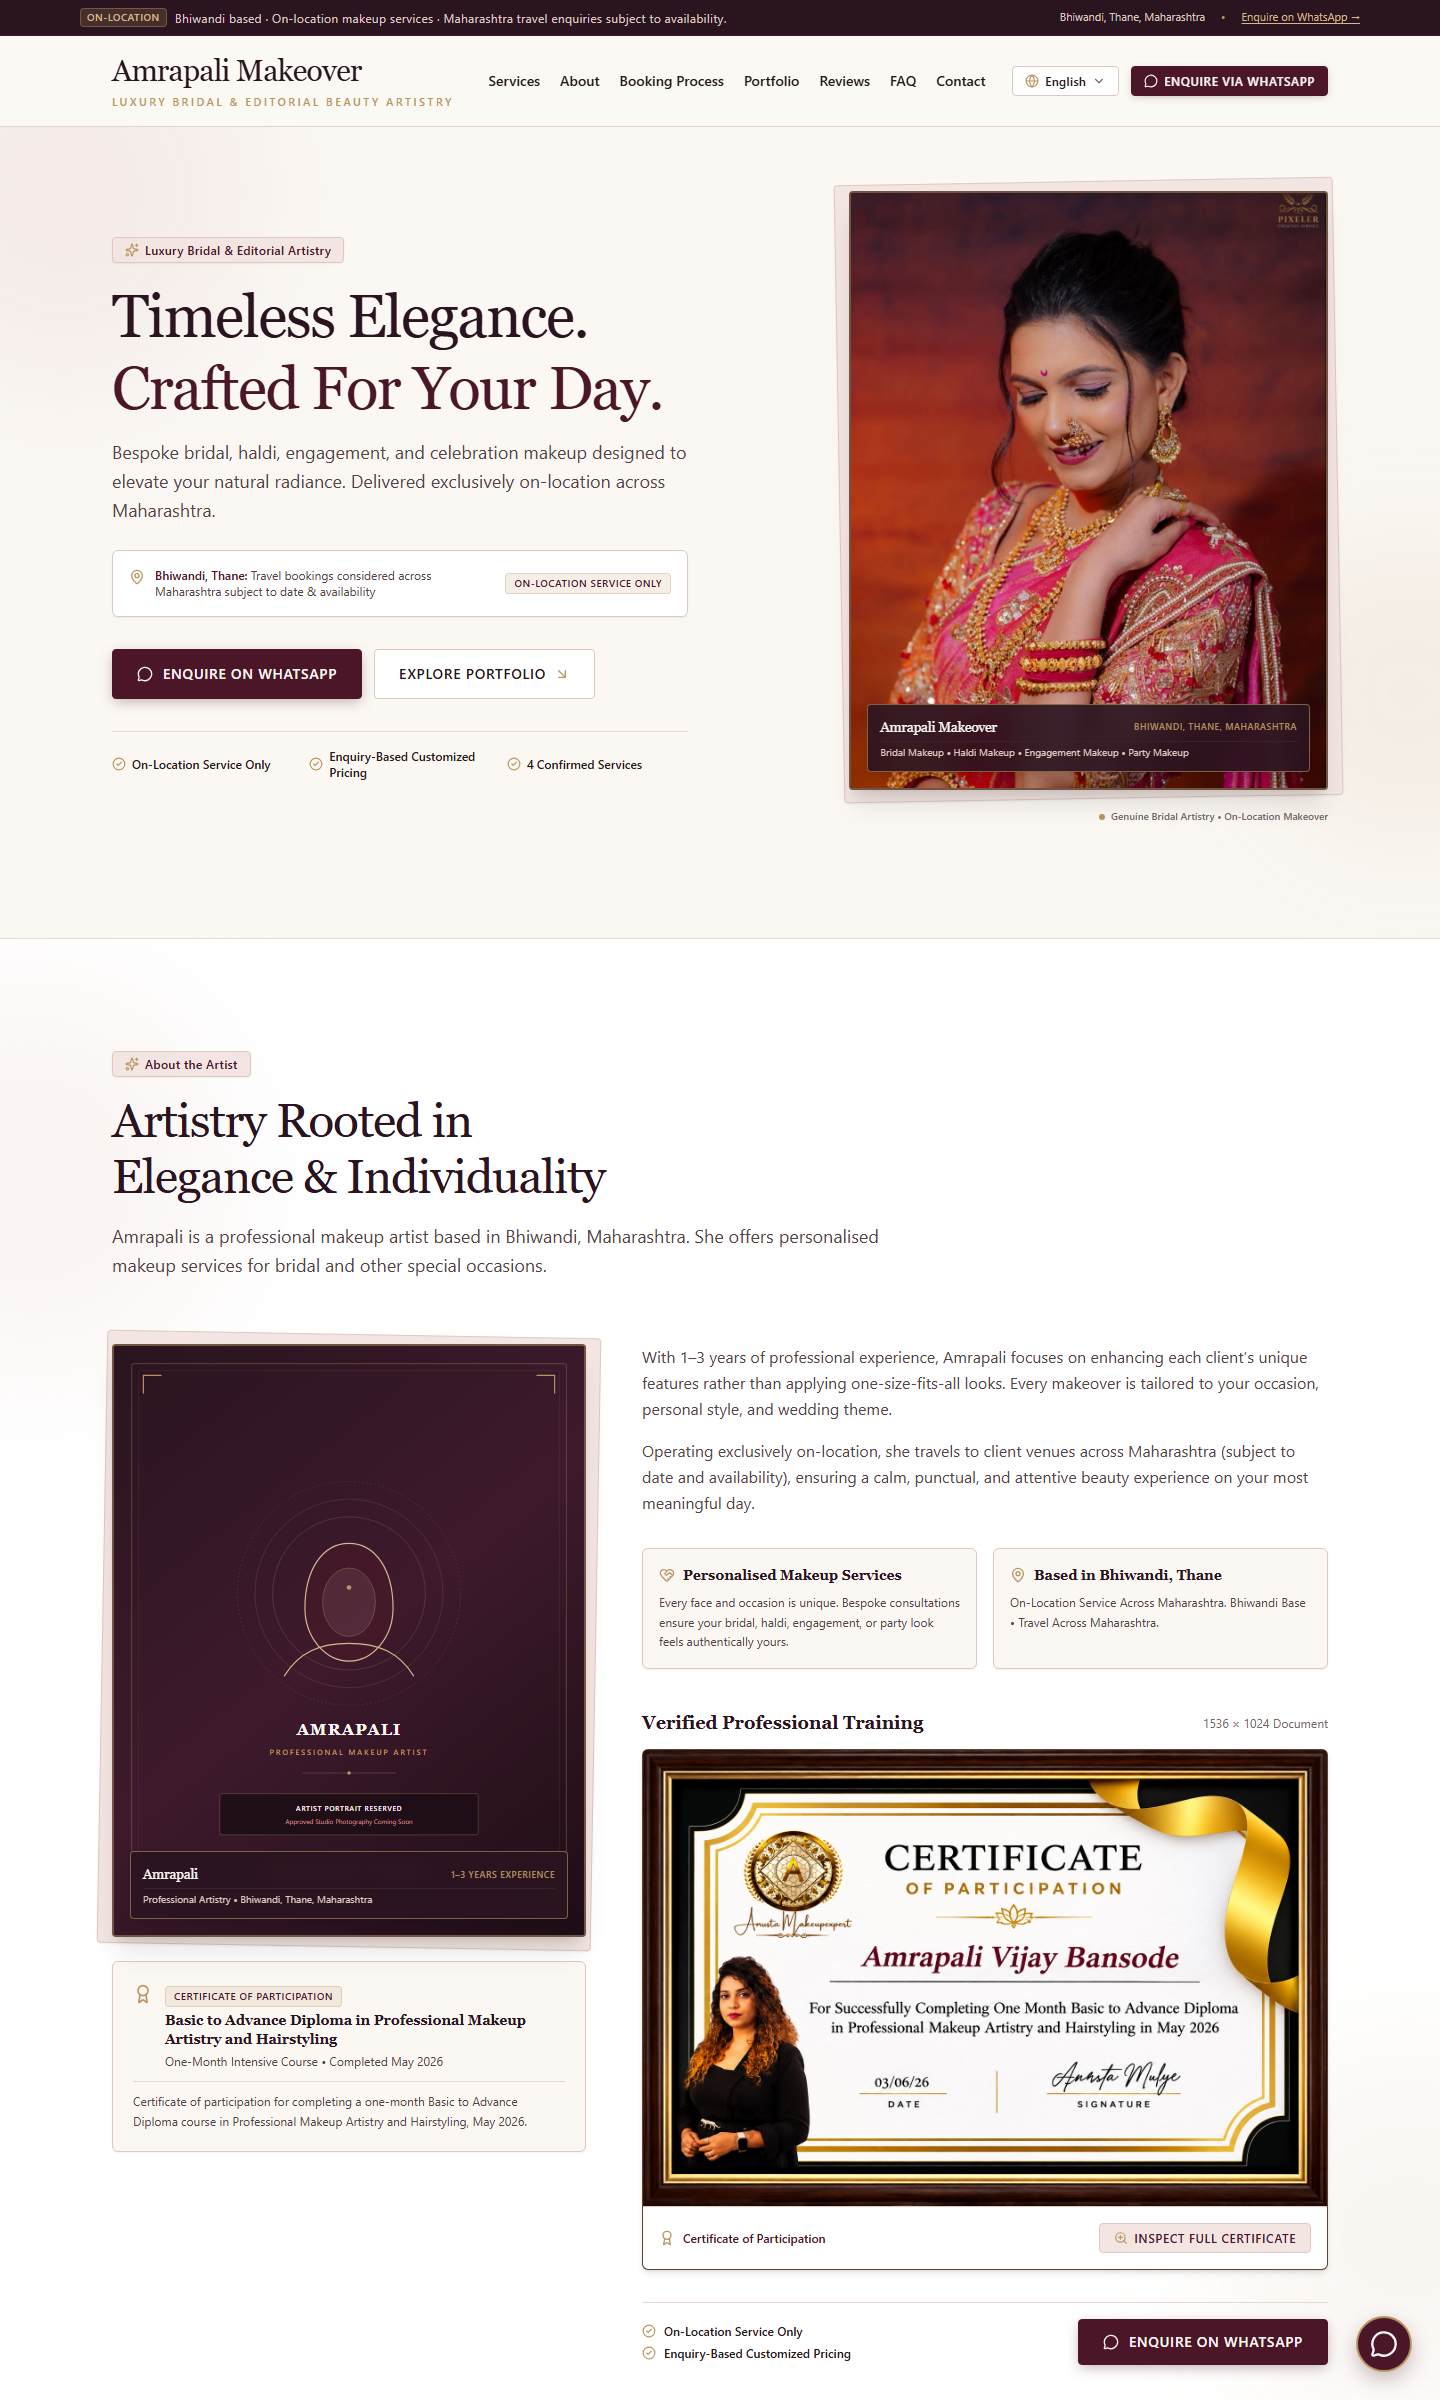 ON-LOCATION Bhiwandi based · On-location makeup services · Maharashtra travel enquiries subject to availability. Bhiwandi, Thane, Maharashtra • Enquire on WhatsApp →
Amrapali Makeover
LUXURY BRIDAL & EDITORIAL BEAUTY ARTISTRY
Services About Booking Process Portfolio Reviews FAQ Contact English ENQUIRE VIA WHATSAPP
Luxury Bridal & Editorial Artistry
Timeless Elegance.
Crafted For Your Day.
Bespoke bridal, haldi, engagement, and celebration makeup designed to
elevate your natural radiance. Delivered exclusively on-location across
Maharashtra.
Bhiwandi, Thane: Travel bookings considered across
Maharashtra subject to date & availability
ON-LOCATION SERVICE ONLY
ENQUIRE ON WHATSAPP
EXPLORE PORTFOLIO
On-Location Service Only
Enquiry-Based Customized
Pricing
4 Confirmed Services
PIXELER
Amrapali Makeover
BHIWANDI, THANE, MAHARASHTRA
Bridal Makeup • Haldi Makeup • Engagement Makeup • Party Makeup
Genuine Bridal Artistry • On-Location Makeover
About the Artist
Artistry Rooted in
Elegance & Individuality
Amrapali is a professional makeup artist based in Bhiwandi, Maharashtra. She offers personalised
makeup services for bridal and other special occasions.
AMRAPALI
PROFESSIONAL MAKEUP ARTIST
ARTIST PORTRAIT RESERVED
Approved Studio Photography Coming Soon
Amrapali
1–3 YEARS EXPERIENCE
Professional Artistry • Bhiwandi, Thane, Maharashtra
CERTIFICATE OF PARTICIPATION
Basic to Advance Diploma in Professional Makeup
Artistry and Hairstyling
One-Month Intensive Course • Completed May 2026
Certificate of participation for completing a one-month Basic to Advance
Diploma course in Professional Makeup Artistry and Hairstyling, May 2026.
With 1–3 years of professional experience, Amrapali focuses on enhancing each client’s unique
features rather than applying one-size-fits-all looks. Every makeover is tailored to your occasion,
personal style, and wedding theme.
Operating exclusively on-location, she travels to client venues across Maharashtra (subject to
date and availability), ensuring a calm, punctual, and attentive beauty experience on your most
meaningful day.
Personalised Makeup Services
Every face and occasion is unique. Bespoke consultations
ensure your bridal, haldi, engagement, or party look
feels authentically yours.
Based in Bhiwandi, Thane
On-Location Service Across Maharashtra. Bhiwandi Base
• Travel Across Maharashtra.
Verified Professional Training
1536 × 1024 Document
A
CERTIFICATE
OF PARTICIPATION
Amrapali Vijay Bansode
For Successfully Completing One Month Basic to Advance Diploma
in Professional Makeup Artistry and Hairstyling in May 2026
03/06/26
DATE
SIGNATURE
Certificate of Participation
INSPECT FULL CERTIFICATE
On-Location Service Only
Enquiry-Based Customized Pricing
ENQUIRE ON WHATSAPP